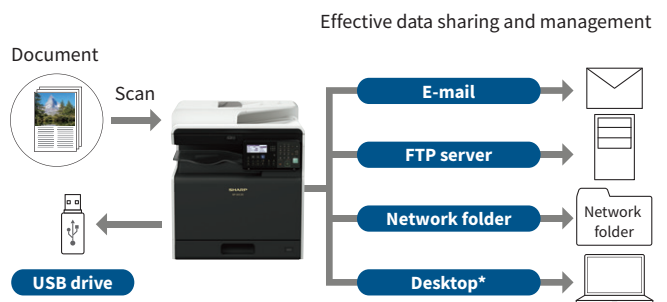 Effective data sharing and management
Document
Scan
E-mail
FTP server
Network folder
Network
folder
Desktop*
USB drive
SHARP